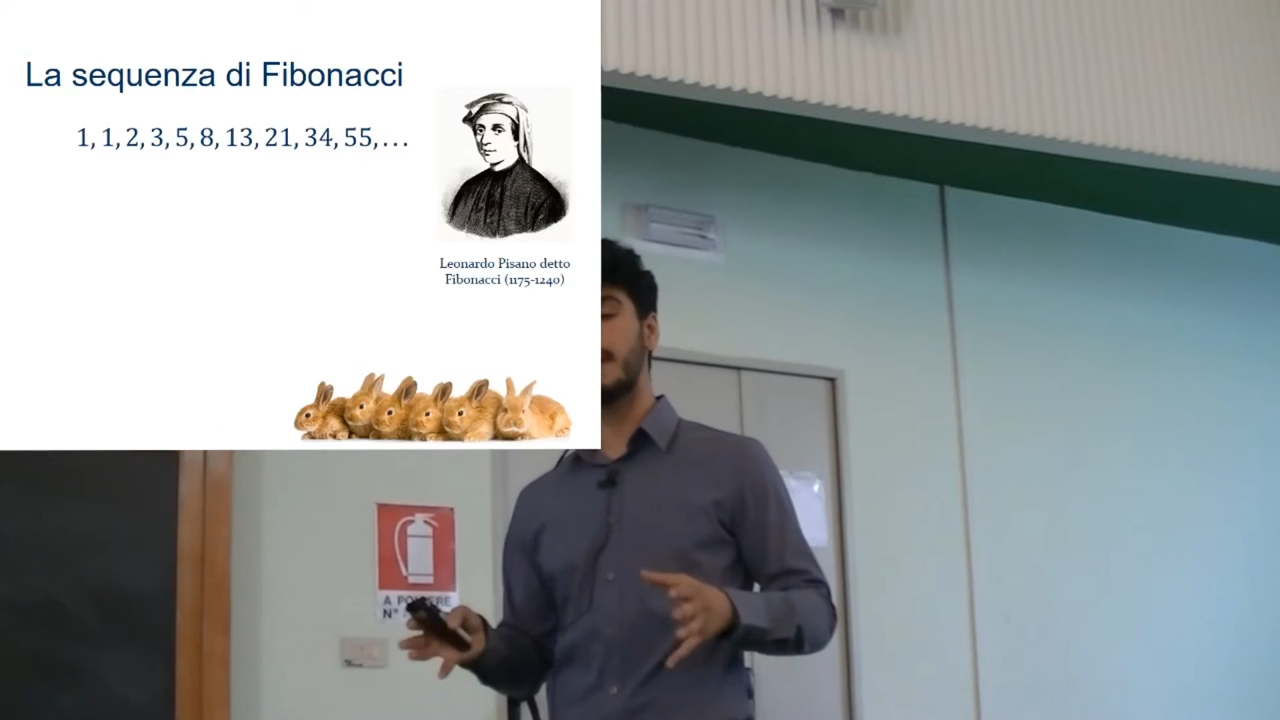 La sequenza di Fibonacci
1, 1, 2, 3, 5, 8, 13, 21, 34, 55, …
Leonardo Pisano detto
Fibonacci (1175-1240)
A POLVERE
N°